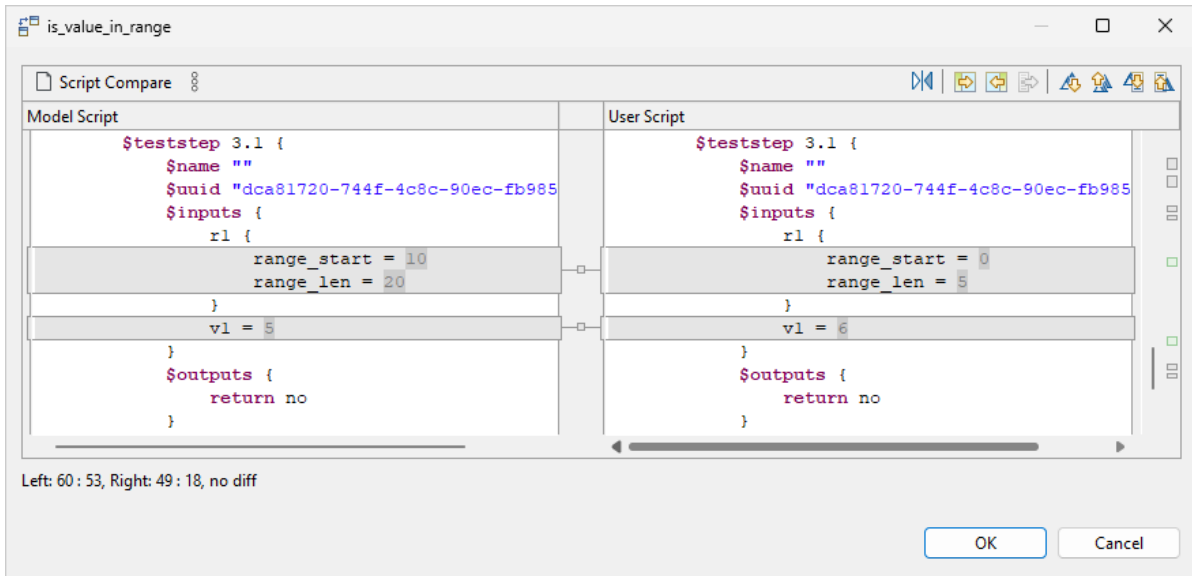 is_value_in_range
Script Compare
Model Script
User Script
$teststep 3.1 {
$name ""
$uuid "dca81720-744f-4c8c-90ec-fb985
$inputs {
r1 {
range_start = 10
range_len = 20
}
v1 = 5
}
$outputs {
return no
}
$teststep 3.1 {
$name ""
$uuid "dca81720-744f-4c8c-90ec-fb985
$inputs {
r1 {
range_start = 0
range_len = 5
}
v1 = 6
}
$outputs {
return no
}
Left: 60 : 53, Right: 49 : 18, no diff
OK
Cancel